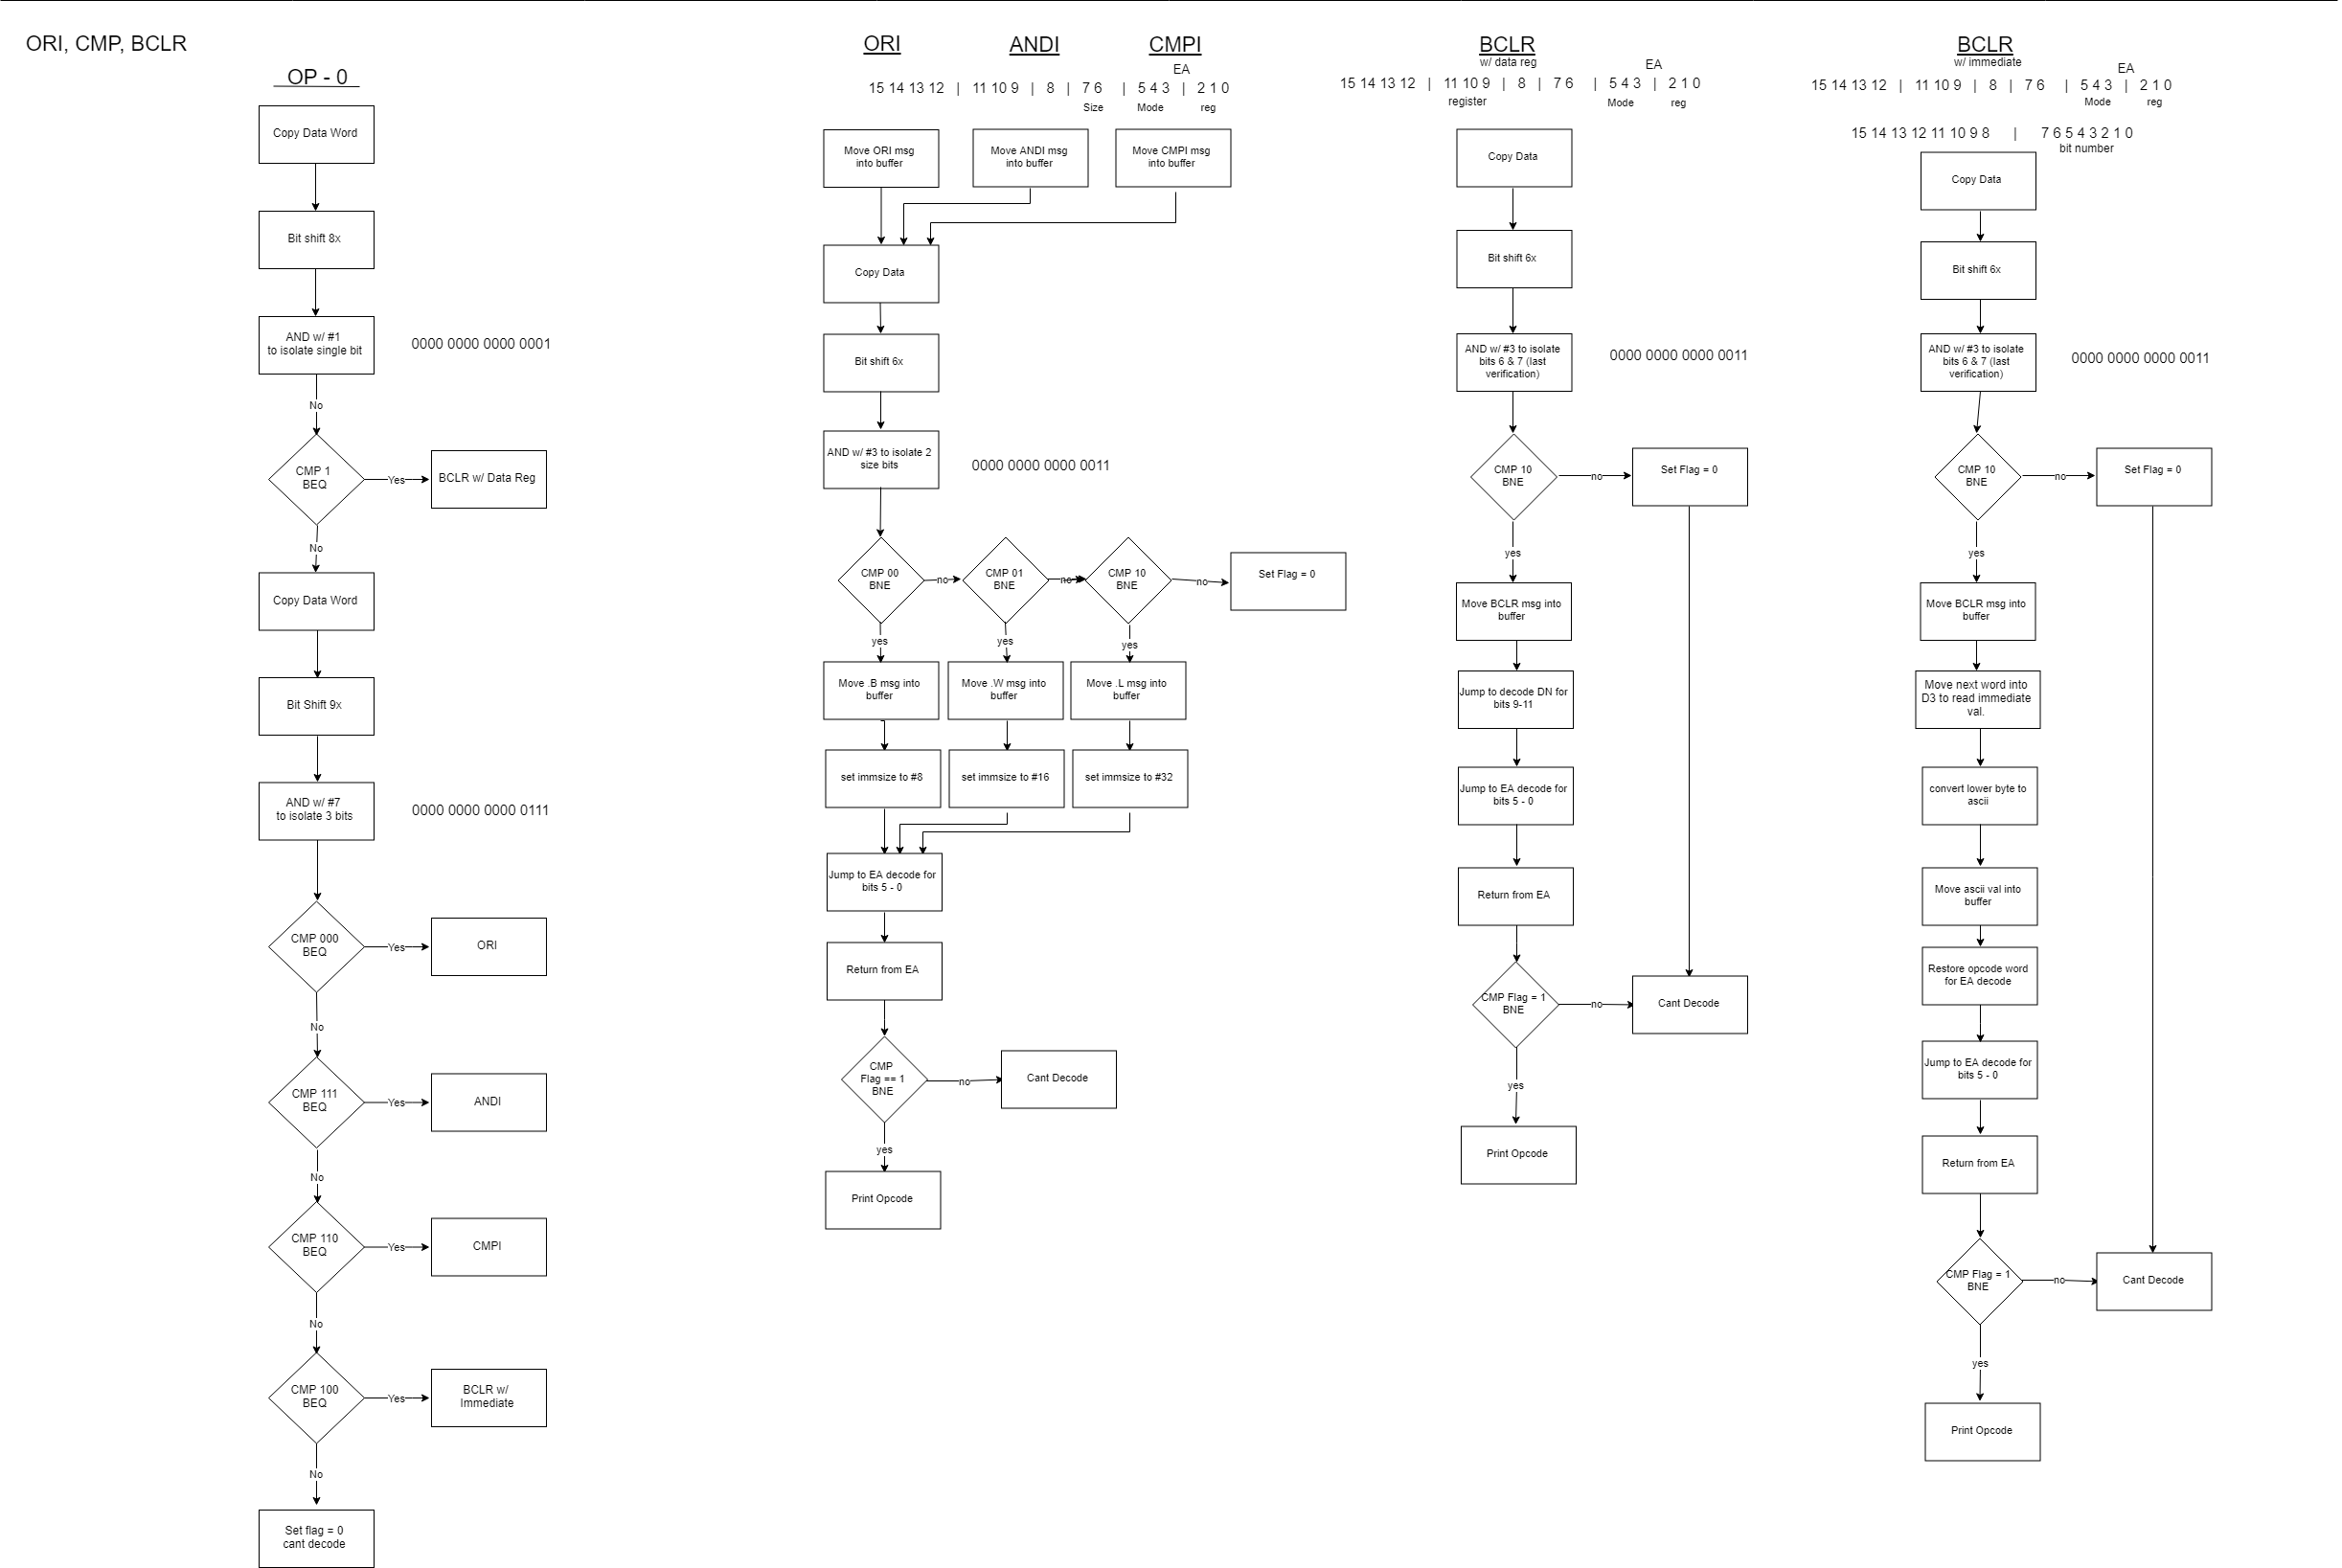 ORI, CMP, BCLR
OP - 0
Copy Data Word
Bit shift 8x
AND w/ #1
to isolate single bit
0000 0000 0000 0001
No
CMP 1
BEQ
Yes
BCLR w/ Data Reg
No
Copy Data Word
Bit Shift 9x
AND w/ #7
to isolate 3 bits
0000 0000 0000 0111
CMP 000
BEQ
Yes
ORI
No
CMP 111
BEQ
Yes
ANDI
No
CMP 110
BEQ
Yes
CMPI
No
CMP 100
BEQ
Yes
BCLR w/
Immediate
No
Set flag = 0
cant decode
ORI
ANDI
CMPI
EA
15 14 13 12 | 11 10 9 | 8 | 7 6 | 5 4 3 | 2 1 0
Size
Mode
reg
Move ORI msg
into buffer
Move ANDI msg
into buffer
Move CMPI msg
into buffer
Copy Data
Bit shift 6x
AND w/ #3 to isolate 2
size bits
0000 0000 0000 0011
CMP 00
BNE
no
CMP 01
BNE
no
CMP 10
BNE
no
Set Flag = 0
yes
yes
yes
Move .B msg into
buffer
Move .W msg into
buffer
Move .L msg into
buffer
set immsize to #8
set immsize to #16
set immsize to #32
Jump to EA decode for
bits 5 - 0
Return from EA
CMP
Flag == 1
BNE
no
Cant Decode
yes
Print Opcode
BCLR
w/ data reg
EA
15 14 13 12 | 11 10 9 | 8 | 7 6 | 5 4 3 | 2 1 0
register
Mode
reg
Copy Data
Bit shift 6x
AND w/ #3 to isolate
bits 6 & 7 (last
verification)
0000 0000 0000 0011
CMP 10
BNE
no
Set Flag = 0
yes
Move BCLR msg into
buffer
Jump to decode DN for
bits 9-11
Jump to EA decode for
bits 5 - 0
Return from EA
CMP Flag = 1
BNE
no
Cant Decode
yes
Print Opcode
BCLR
w/ immediate
EA
15 14 13 12 | 11 10 9 | 8 | 7 6 | 5 4 3 | 2 1 0
Mode
reg
15 14 13 12 11 10 9 8 | 7 6 5 4 3 2 1 0
bit number
Copy Data
Bit shift 6x
AND w/ #3 to isolate
bits 6 & 7 (last
verification)
0000 0000 0000 0011
CMP 10
BNE
no
Set Flag = 0
yes
Move BCLR msg into
buffer
Move next word into
D3 to read immediate
val.
convert lower byte to
ascii
Move ascii val into
buffer
Restore opcode word
for EA decode
Jump to EA decode for
bits 5 - 0
Return from EA
CMP Flag = 1
BNE
no
Cant Decode
yes
Print Opcode